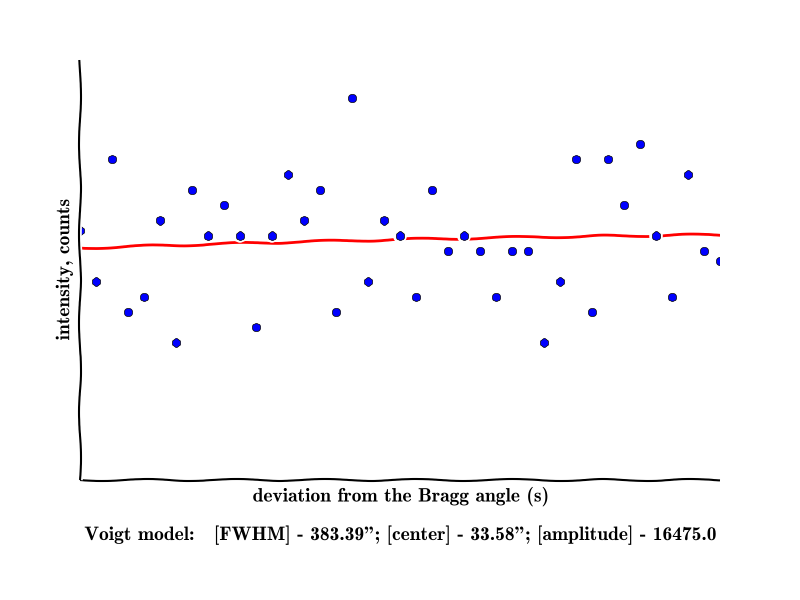 intensity, counts
deviation from the Bragg angle (s)
Voigt model: [FWHM] - 383.39”; [center] - 33.58”; [amplitude] - 16475.0